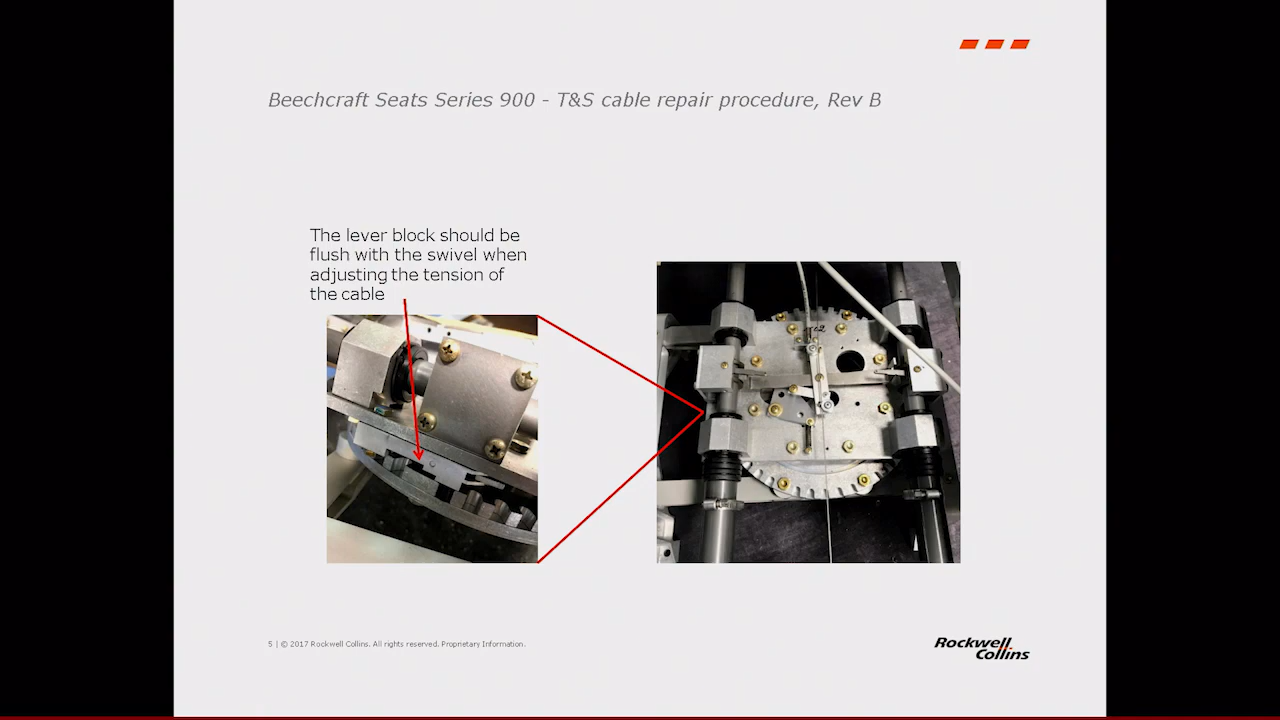 Beechcraft Seats Series 900 - T&S cable repair procedure, Rev B
The lever block should be
flush with the swivel when
adjusting the tension of
the cable
5 | © 2017 Rockwell Collins. All rights reserved. Proprietary Information.
Rockwell
Collins